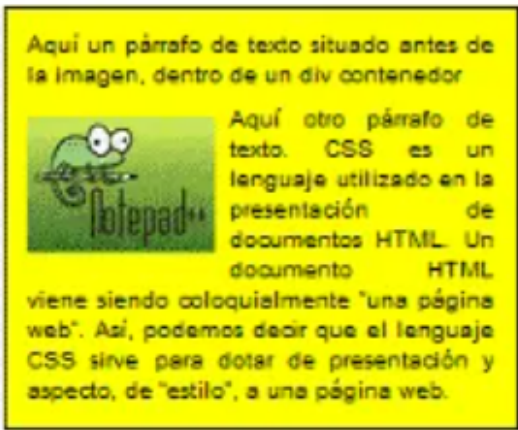 Aquí un párrafo de texto situado antes de
la imagen, dentro de un div contenedor
Aquí otro párrafo de
texto. CSS es un
lenguaje utilizado en la
presentación de
documentos HTML. Un
documento HTML
Notepad++
viene siendo coloquialmente "una página
web". Así, podemos decir que el lenguaje
CSS sirve para dotar de presentación y
aspecto, de "estilo", a una página web.